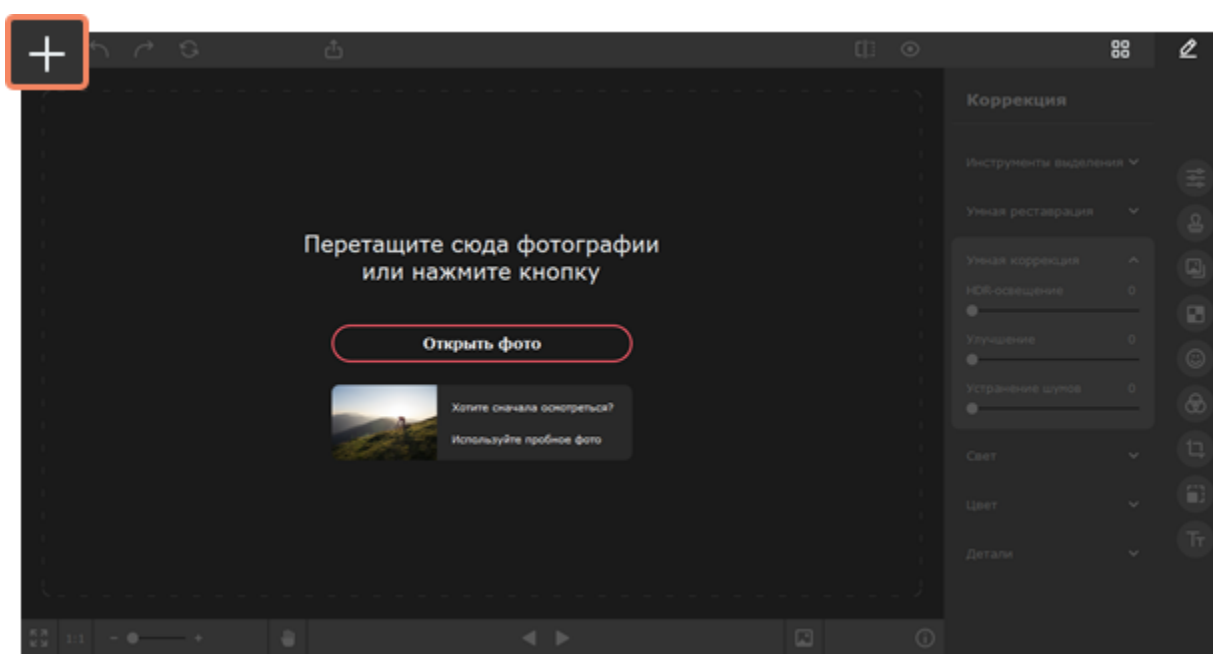 Коррекция
Инструменты выделения
Умная реставрация
Перетащите сюда фотографии
или нажмите кнопку
Умная коррекция
HDR-освещение 0
Открыть фото
Улучшение 0
Устранение шумов 0
Хотите сначала осмотреться?
Используйте пробное фото
Свет
Цвет
Детали
Тт
1:1